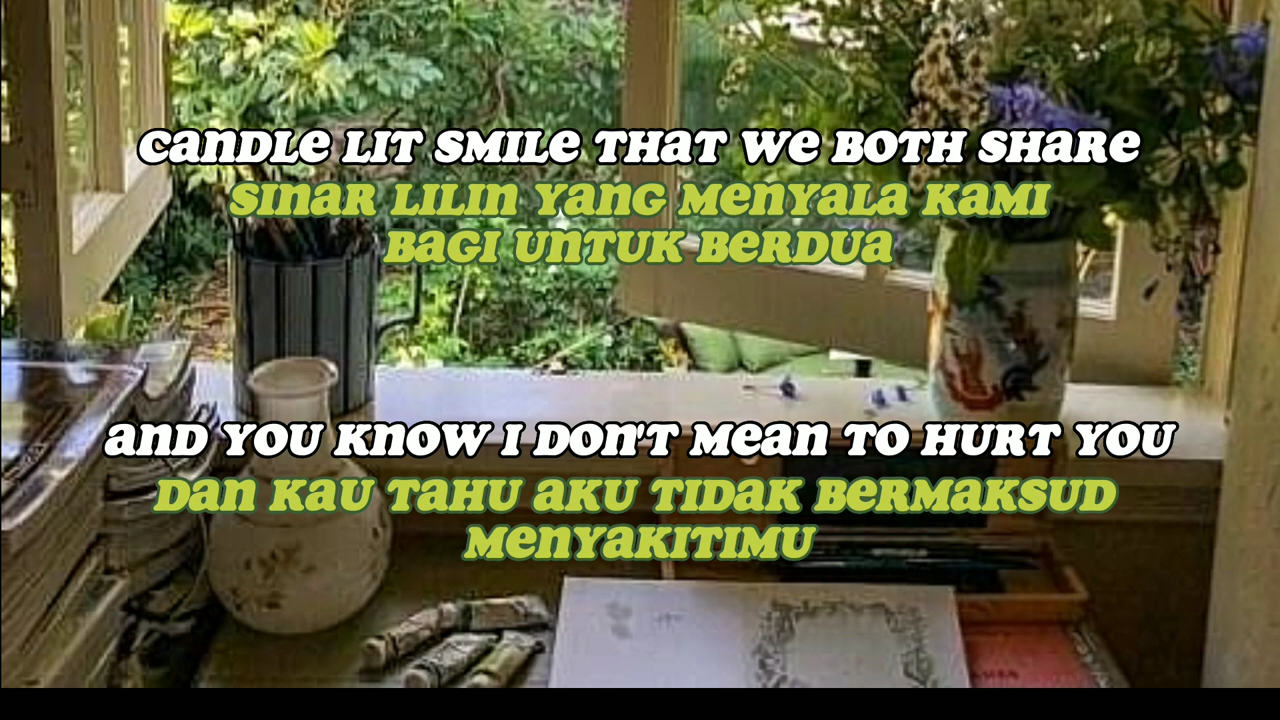 CANDLE LIT SMILE THAT WE BOTH SHARE
SINAR LILIN YANG MENYALA KAMI
BAGI UNTUK BERDUA
AND YOU KNOW I DON'T MEAN TO HURT YOU
DAN KAU TAHU AKU TIDAK BERMAKSUD
MENYAKITIMU